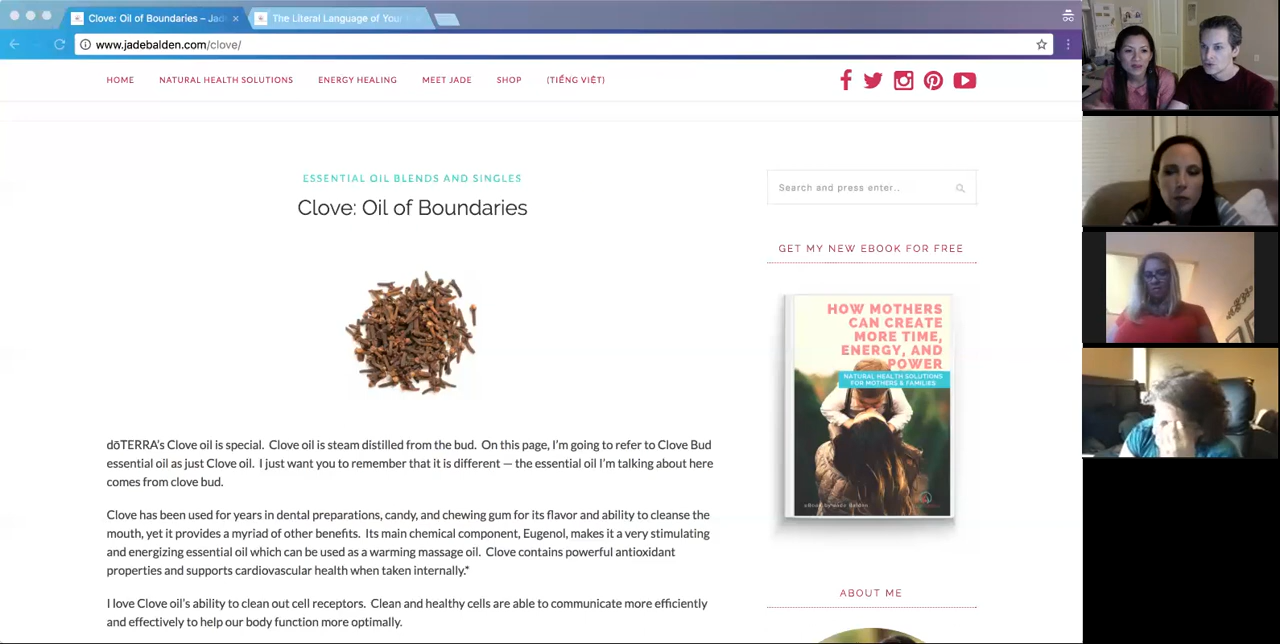 Clove: Oil of Boundaries – Jad
The Literal Language of Your
www.jadebalden.com/clove/
HOME NATURAL HEALTH SOLUTIONS ENERGY HEALING MEET JADE SHOP (TIẾNG VIỆT)
ESSENTIAL OIL BLENDS AND SINGLES
Clove: Oil of Boundaries
dōTERRA's Clove oil is special. Clove oil is steam distilled from the bud. On this page, I'm going to refer to Clove Bud
essential oil as just Clove oil. I just want you to remember that it is different — the essential oil I'm talking about here
comes from clove bud.
Clove has been used for years in dental preparations, candy, and chewing gum for its flavor and ability to cleanse the
mouth, yet it provides a myriad of other benefits. Its main chemical component, Eugenol, makes it a very stimulating
and energizing essential oil which can be used as a warming massage oil. Clove contains powerful antioxidant
properties and supports cardiovascular health when taken internally.*
I love Clove oil's ability to clean out cell receptors. Clean and healthy cells are able to communicate more efficiently
and effectively to help our body function more optimally.
Search and press enter..
GET MY NEW EBOOK FOR FREE
HOW MOTHERS
CAN CREATE
MORE TIME,
ENERGY, AND
POWER
NATURAL HEALTH SOLUTIONS
FOR MOTHERS & FAMILIES
ABOUT ME